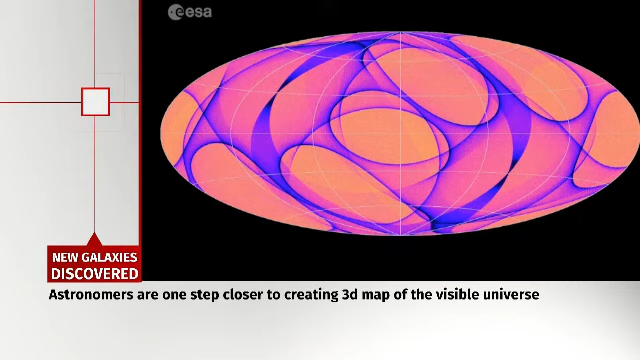 esa
NEW GALAXIES
DISCOVERED
Astronomers are one step closer to creating 3d map of the visible universe